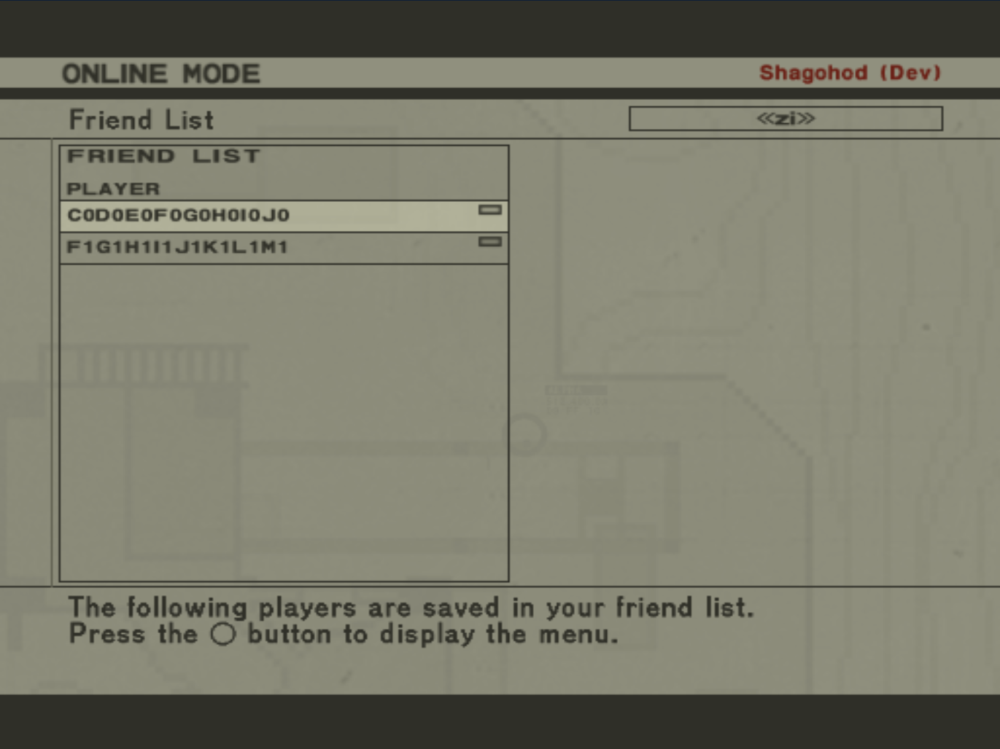 ONLINE MODE
Shagohod (Dev)
Friend List
«zi»
FRIEND LIST
PLAYER
C0D0E0F0G0H0I0J0
F1G1H1I1J1K1L1M1
The following players are saved in your friend list.
Press the ○ button to display the menu.